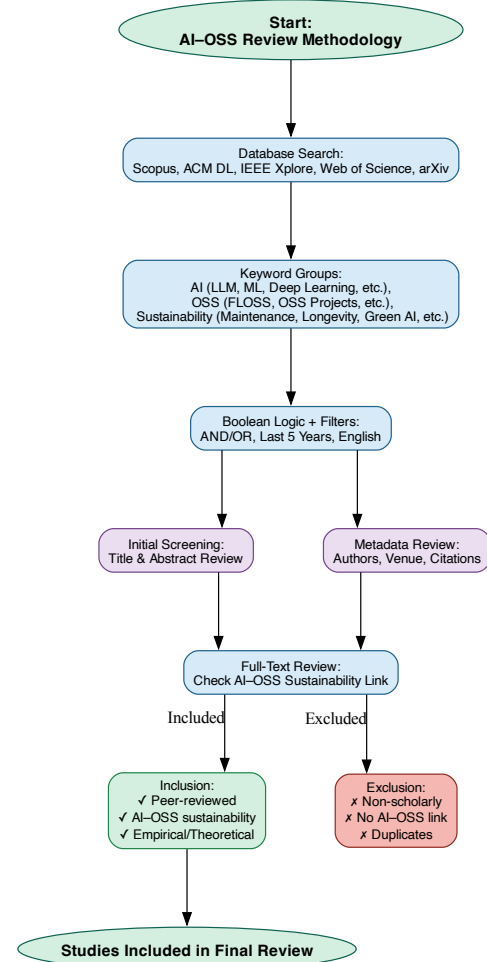 Start:
AI–OSS Review Methodology
Database Search:
Scopus, ACM DL, IEEE Xplore, Web of Science, arXiv
Keyword Groups:
AI (LLM, ML, Deep Learning, etc.),
OSS (FLOSS, OSS Projects, etc.),
Sustainability (Maintenance, Longevity, Green AI, etc.)
Boolean Logic + Filters:
AND/OR, Last 5 Years, English
Initial Screening:
Title & Abstract Review
Metadata Review:
Authors, Venue, Citations
Full-Text Review:
Check AI–OSS Sustainability Link
Included
Excluded
Inclusion:
✓ Peer-reviewed
✓ AI–OSS sustainability
✓ Empirical/Theoretical
Exclusion:
✗ Non-scholarly
✗ No AI–OSS link
✗ Duplicates
Studies Included in Final Review